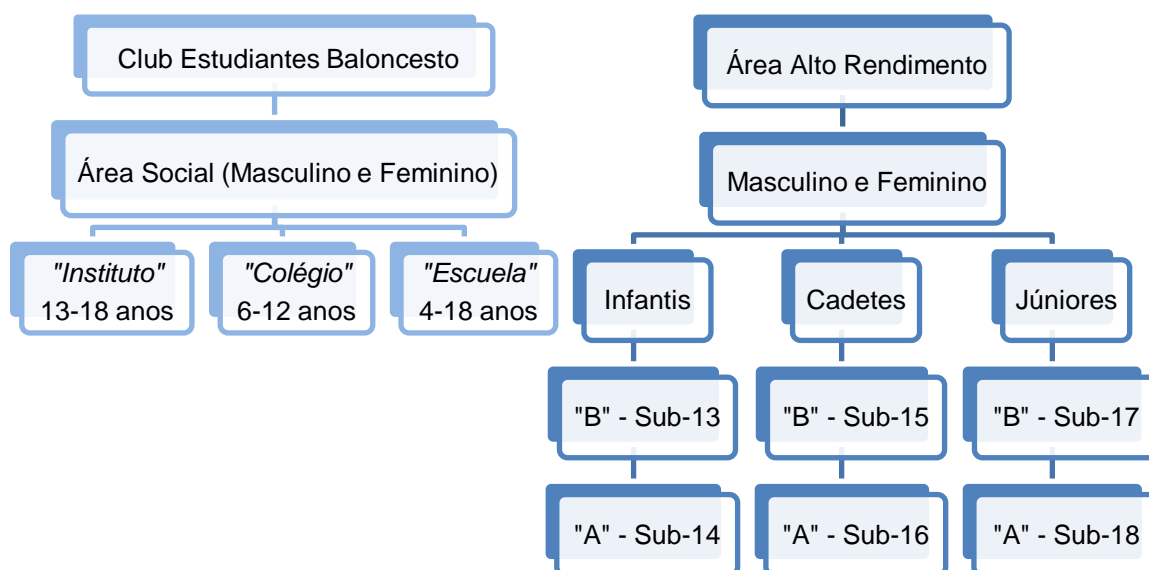 Club Estudiantes Baloncesto
Área Social (Masculino e Feminino)
"Instituto"
13-18 anos
"Colégio"
6-12 anos
"Escuela"
4-18 anos
Área Alto Rendimento
Masculino e Feminino
Infantis
Cadetes
Júniores
"B" - Sub-13
"B" - Sub-15
"B" - Sub-17
"A" - Sub-14
"A" - Sub-16
"A" - Sub-18